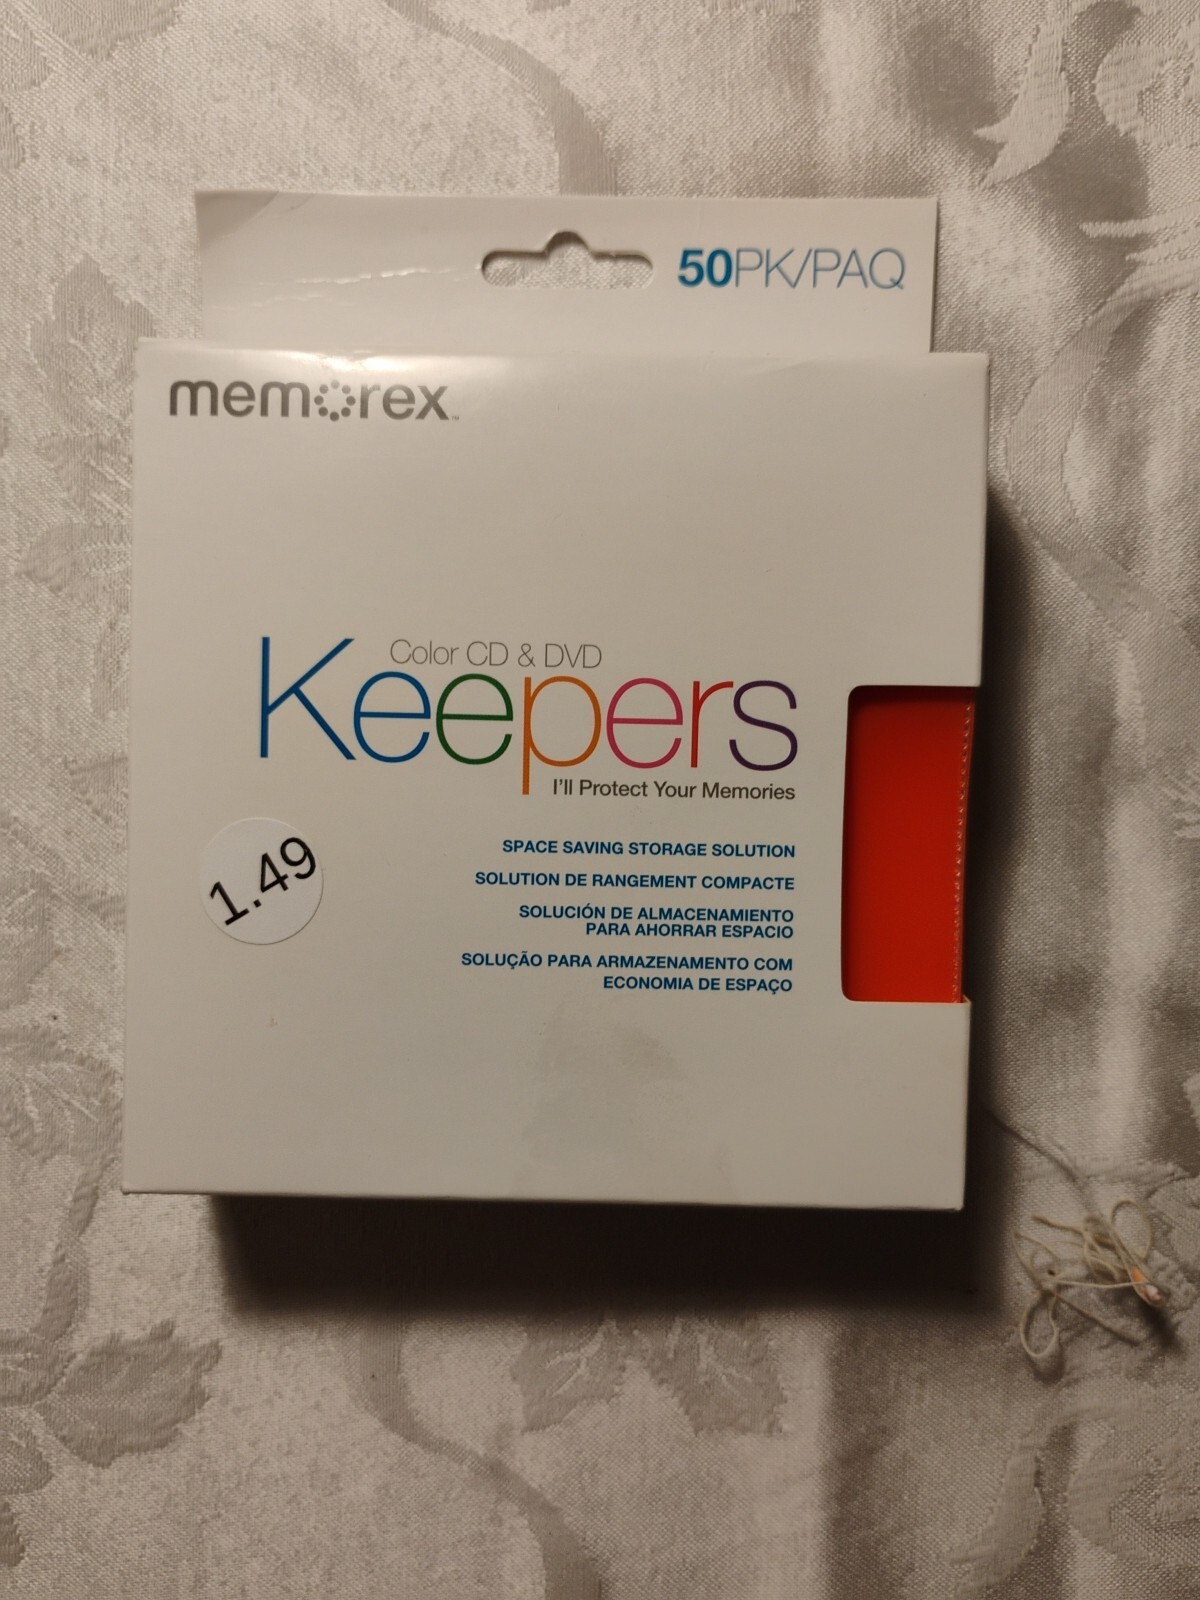 50PK/PAQ
memorex™
Color CD & DVD
Keepers
I'll Protect Your Memories
1.49
SPACE SAVING STORAGE SOLUTION
SOLUTION DE RANGEMENT COMPACTE
SOLUCIÓN DE ALMACENAMIENTO
PARA AHORRAR ESPACIO
SOLUÇÃO PARA ARMAZENAMENTO COM
ECONOMIA DE ESPAÇO